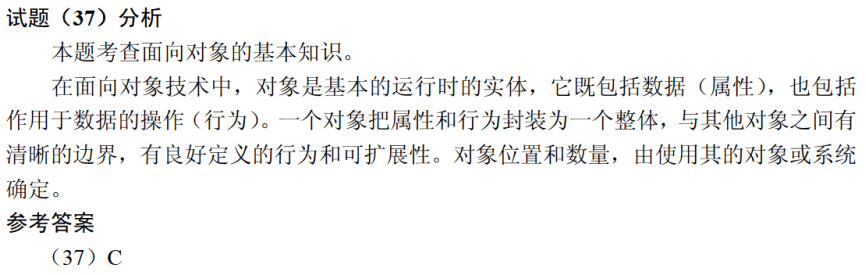 试题（37）分析
本题考查面向对象的基本知识。
在面向对象技术中，对象是基本的运行时的实体，它既包括数据（属性），也包括
作用于数据的操作（行为）。一个对象把属性和行为封装为一个整体，与其他对象之间有
清晰的边界，有良好定义的行为和可扩展性。对象位置和数量，由使用其的对象或系统
确定。
参考答案
（37）C